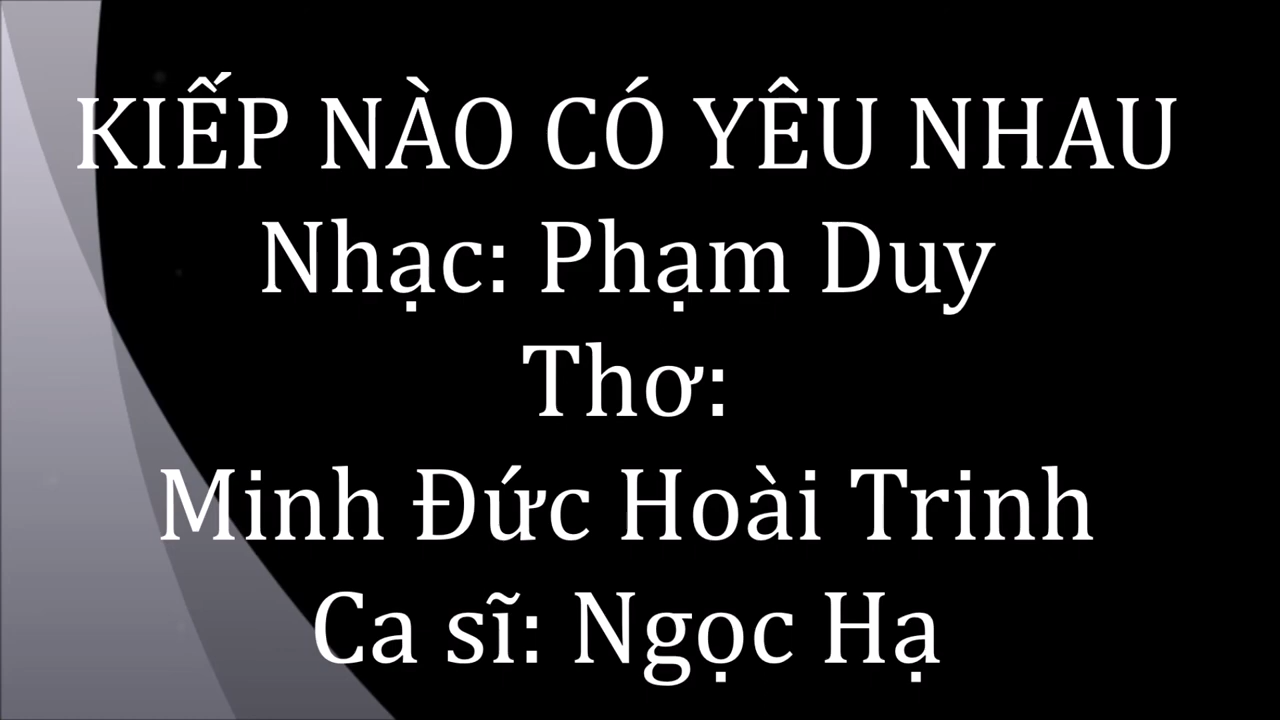 KIẾP NÀO CÓ YÊU NHAU
Nhạc: Phạm Duy
Thơ:
Minh Đức Hoài Trinh
Ca sĩ: Ngọc Hạ